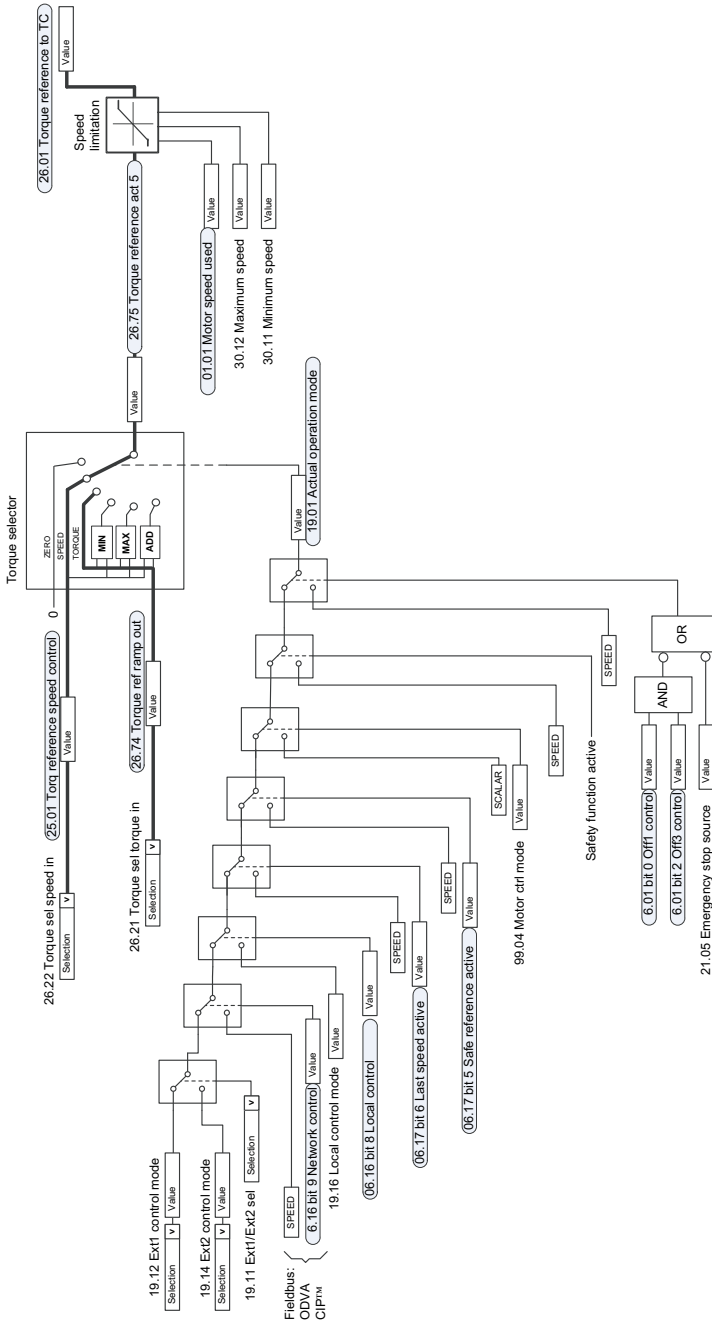 26.22 Torque sel speed in
Selection
v
25.01 Torq reference speed control
Value
26.21 Torque sel torque in
Selection
v
26.74 Torque ref ramp out
Value
Torque selector
0
ZERO
SPEED
TORQUE
MIN
MAX
ADD
Value
26.75 Torque reference act 5
Speed
limitation
26.01 Torque reference to TC
Value
01.01 Motor speed used
Value
30.12 Maximum speed
Value
30.11 Minimum speed
Value
19.12 Ext1 control mode
Selection
v
Value
19.14 Ext2 control mode
Selection
v
Value
19.11 Ext1/Ext2 sel
Selection
v
Fieldbus:
ODVA
CIP™
SPEED
6.16 bit 9 Network control
Value
19.16 Local control mode
Value
06.16 bit 8 Local control
Value
SPEED
06.17 bit 6 Last speed active
Value
SPEED
06.17 bit 5 Safe reference active
Value
SCALAR
99.04 Motor ctrl mode
Value
SPEED
Safety function active
SPEED
Value
19.01 Actual operation mode
6.01 bit 0 Off1 control
Value
6.01 bit 2 Off3 control
Value
AND
OR
21.05 Emergency stop source
Value